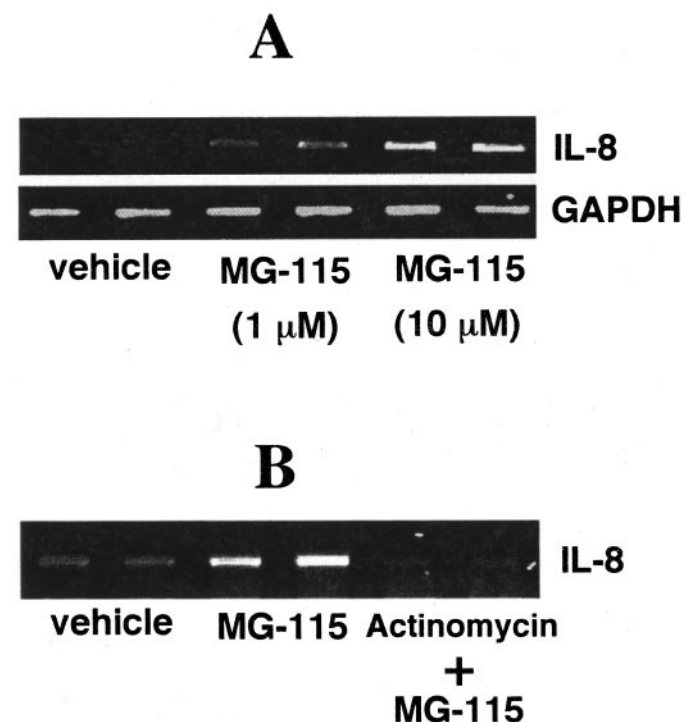 A
IL-8
GAPDH
vehicle MG-115 MG-115
(1 μM) (10 μM)
B
IL-8
vehicle MG-115 Actinomycin
+
MG-115